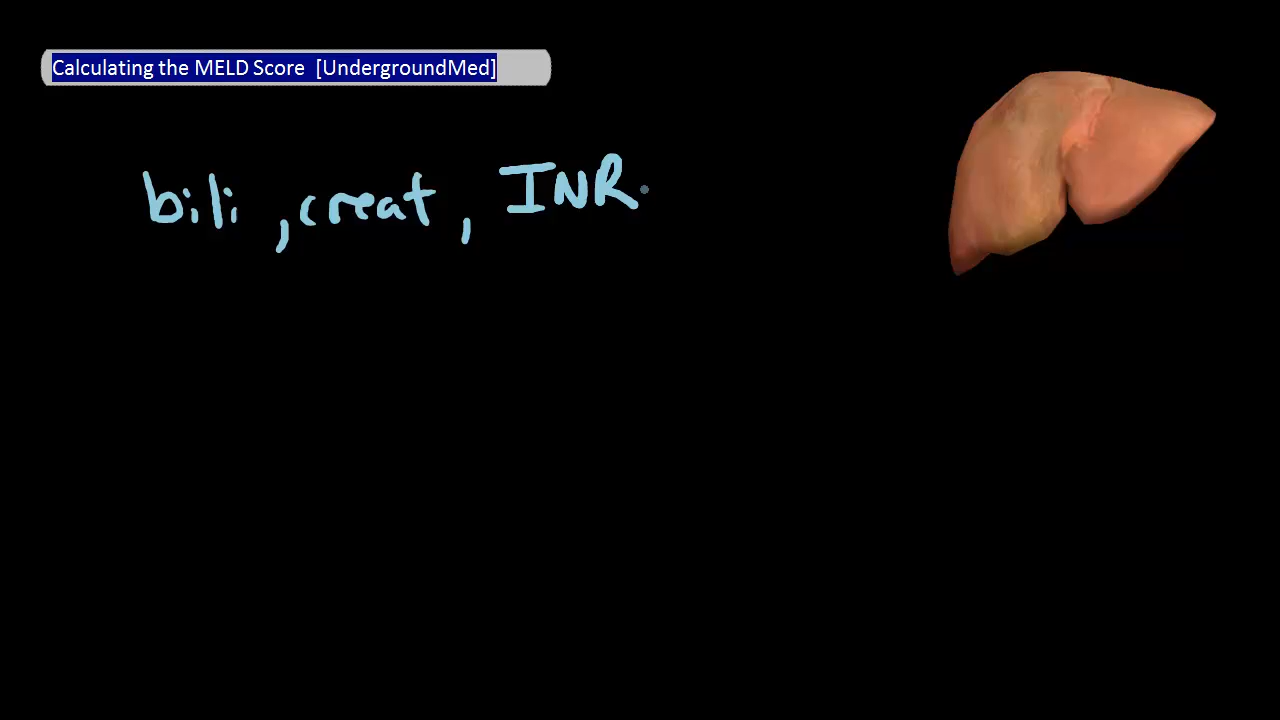 Calculating the MELD Score [UndergroundMed]
bili , creat , INR